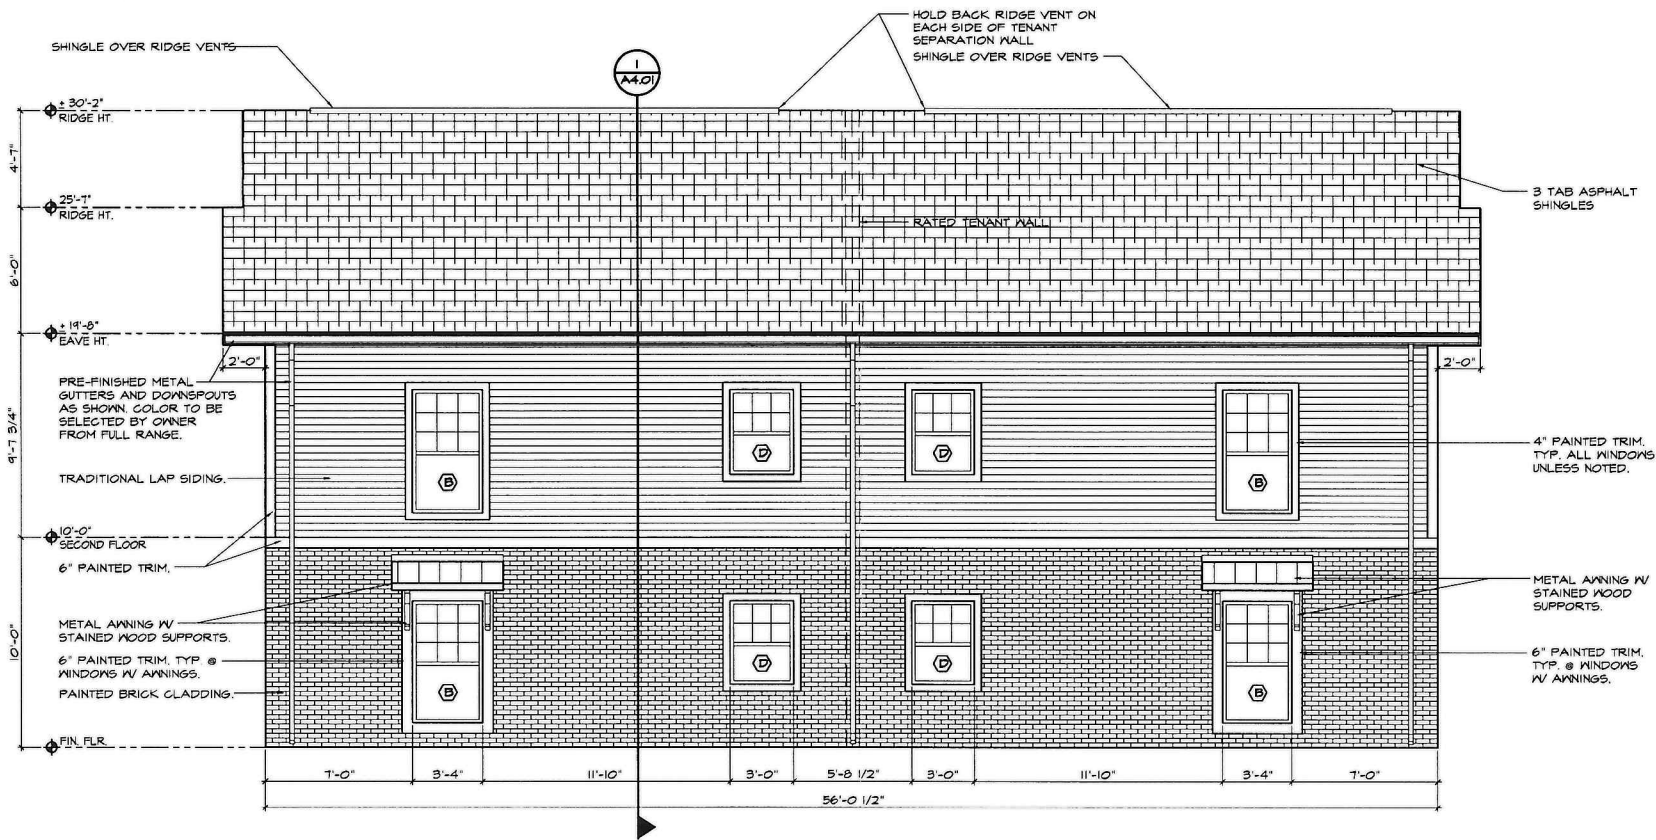 HOLD BACK RIDGE VENT ON
EACH SIDE OF TENANT
SEPARATION WALL
SHINGLE OVER RIDGE VENTS
SHINGLE OVER RIDGE VENTS
1
A4.01
± 30'-2"
RIDGE HT.
4'-7"
25'-7"
RIDGE HT.
3 TAB ASPHALT
SHINGLES
RATED TENANT WALL
6'-0"
± 19'-8"
EAVE HT.
2'-0"
2'-0"
PRE-FINISHED METAL
GUTTERS AND DOWNSPOUTS
AS SHOWN. COLOR TO BE
SELECTED BY OWNER
FROM FULL RANGE.
9'-7 3/4"
4" PAINTED TRIM,
TYP. ALL WINDOWS
UNLESS NOTED.
D
D
TRADITIONAL LAP SIDING.
B
B
10'-0"
SECOND FLOOR
6" PAINTED TRIM.
METAL AWNING W/
STAINED WOOD
SUPPORTS.
METAL AWNING W/
STAINED WOOD SUPPORTS.
10'-0"
6" PAINTED TRIM, TYP. @
WINDOWS W/ AWNINGS.
6" PAINTED TRIM,
TYP. @ WINDOWS
W/ AWNINGS.
D
D
PAINTED BRICK CLADDING.
B
B
FIN. FLR.
7'-0"
3'-4"
11'-10"
3'-0"
5'-8 1/2"
3'-0"
11'-10"
3'-4"
7'-0"
56'-0 1/2"